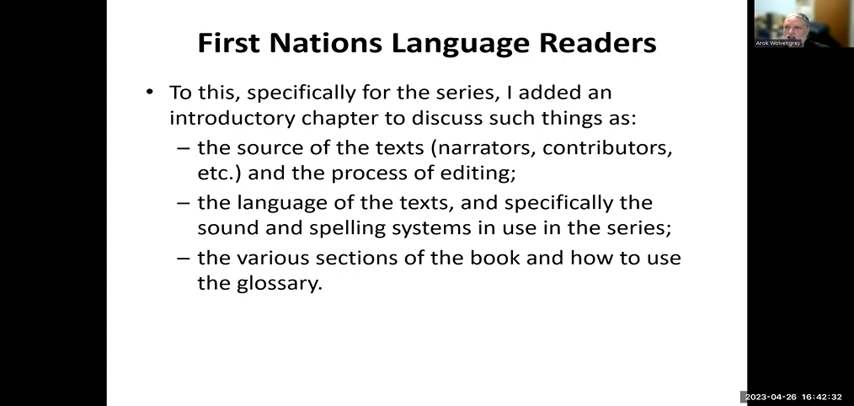 First Nations Language Readers
• To this, specifically for the series, I added an
introductory chapter to discuss such things as:
– the source of the texts (narrators, contributors,
etc.) and the process of editing;
– the language of the texts, and specifically the
sound and spelling systems in use in the series;
– the various sections of the book and how to use
the glossary.
Arok Wolvengrey
2023-04-26 16:42:32